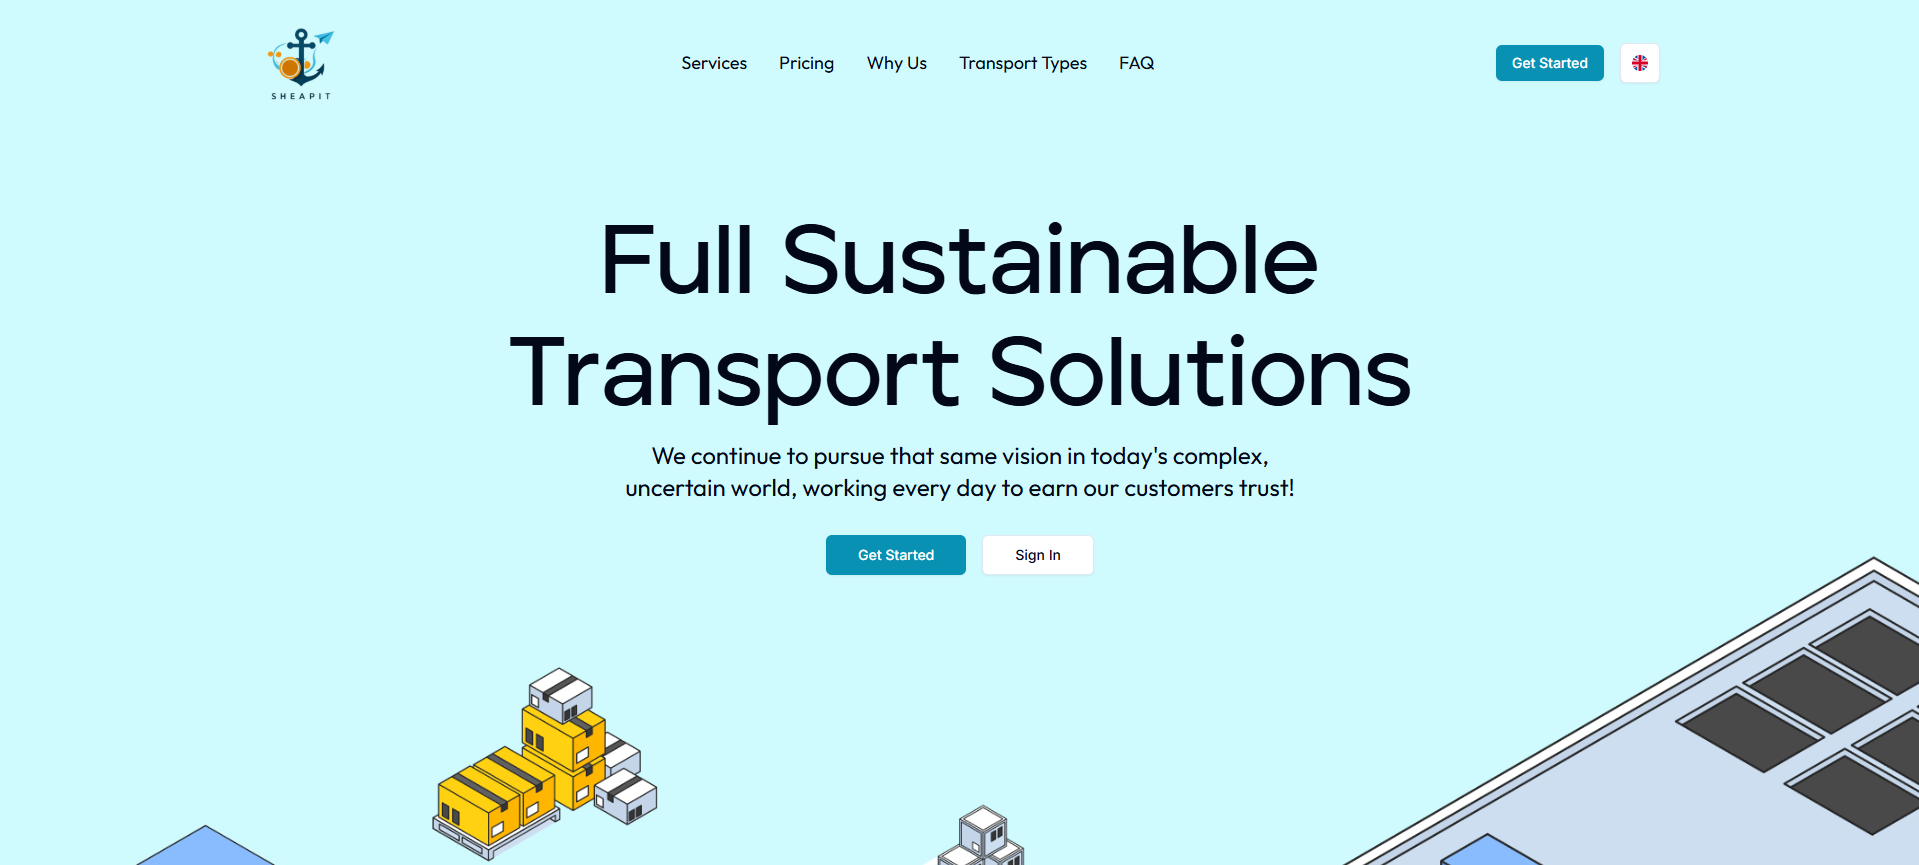 SHEAPIT
Services
Pricing
Why Us
Transport Types
FAQ
Get Started
Full Sustainable
Transport Solutions
We continue to pursue that same vision in today's complex,
uncertain world, working every day to earn our customers trust!
Get Started
Sign In